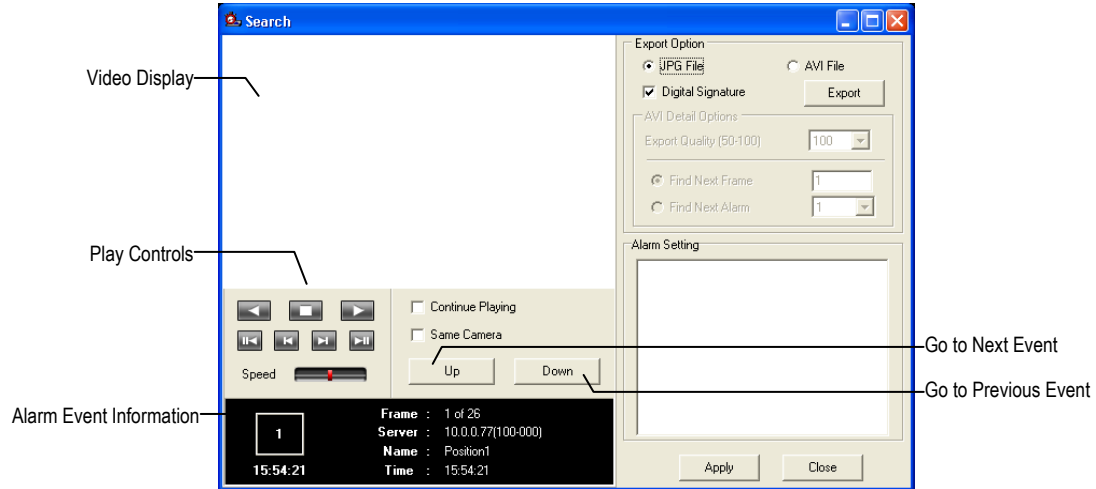 Search
Video Display
Play Controls
Alarm Event Information
Export Option
JPG File
AVI File
Digital Signature
Export
AVI Detail Options
Export Quality (50-100)
100
Find Next Frame
1
Find Next Alarm
1
Alarm Setting
Continue Playing
Same Camera
Up
Down
Speed
Go to Next Event
Go to Previous Event
1
15:54:21
Frame : 1 of 26
Server : 10.0.0.77(100-000)
Name : Position1
Time : 15:54:21
Apply
Close